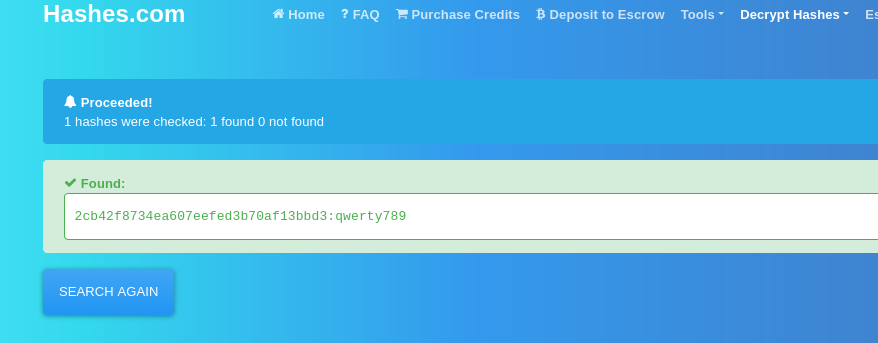 Hashes.com
Home ? FAQ Purchase Credits Deposit to Escrow Tools Decrypt Hashes Es
Proceeded!
1 hashes were checked: 1 found 0 not found
Found:
2cb42f8734ea607eefed3b70af13bbd3:qwerty789
SEARCH AGAIN